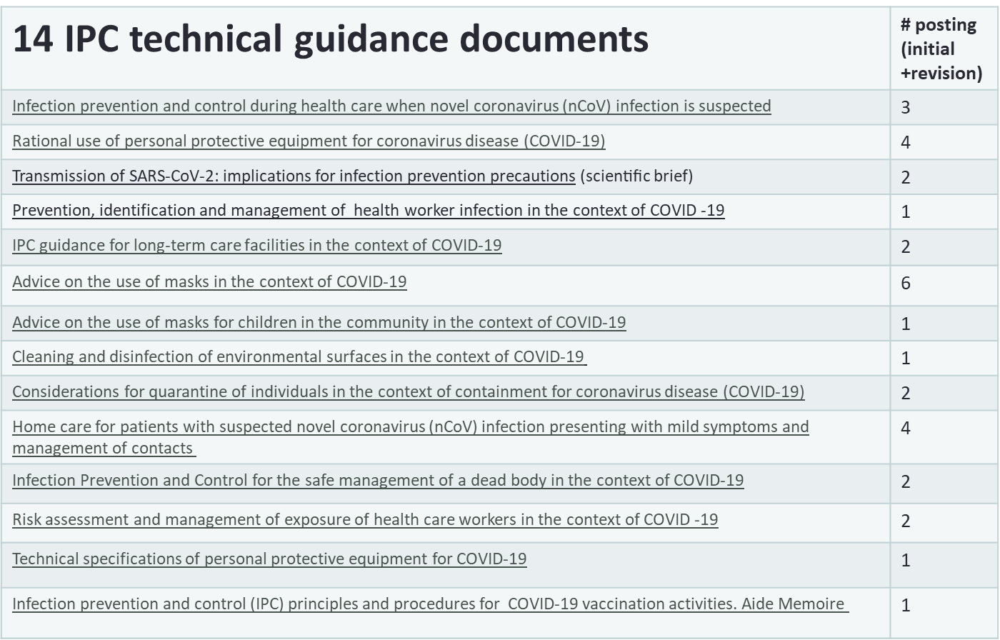 14 IPC technical guidance documents
# posting
(initial
+revision)
Infection prevention and control during health care when novel coronavirus (nCoV) infection is suspected
3
Rational use of personal protective equipment for coronavirus disease (COVID-19)
4
Transmission of SARS-CoV-2: implications for infection prevention precautions (scientific brief)
2
Prevention, identification and management of  health worker infection in the context of COVID -19
1
IPC guidance for long-term care facilities in the context of COVID-19
2
Advice on the use of masks in the context of COVID-19
6
Advice on the use of masks for children in the community in the context of COVID-19
1
Cleaning and disinfection of environmental surfaces in the context of COVID-19
1
Considerations for quarantine of individuals in the context of containment for coronavirus disease (COVID-19)
2
Home care for patients with suspected novel coronavirus (nCoV) infection presenting with mild symptoms and
management of contacts
4
Infection Prevention and Control for the safe management of a dead body in the context of COVID-19
2
Risk assessment and management of exposure of health care workers in the context of COVID -19
2
Technical specifications of personal protective equipment for COVID-19
1
Infection prevention and control (IPC) principles and procedures for  COVID-19 vaccination activities. Aide Memoire
1